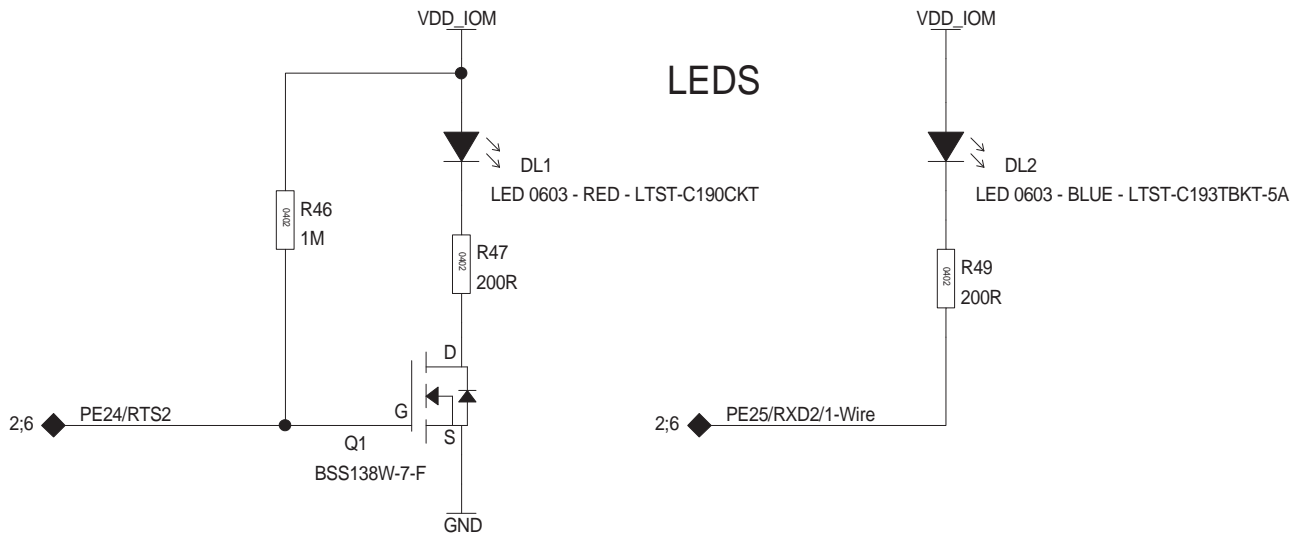 VDD_IOM
VDD_IOM
LEDS
DL1
LED 0603 - RED - LTST-C190CKT
DL2
LED 0603 - BLUE - LTST-C193TBKT-5A
0402
R46
1M
0402
R47
200R
0402
R49
200R
D
G
S
2;6
PE24/RTS2
Q1
BSS138W-7-F
2;6
PE25/RXD2/1-Wire
GND